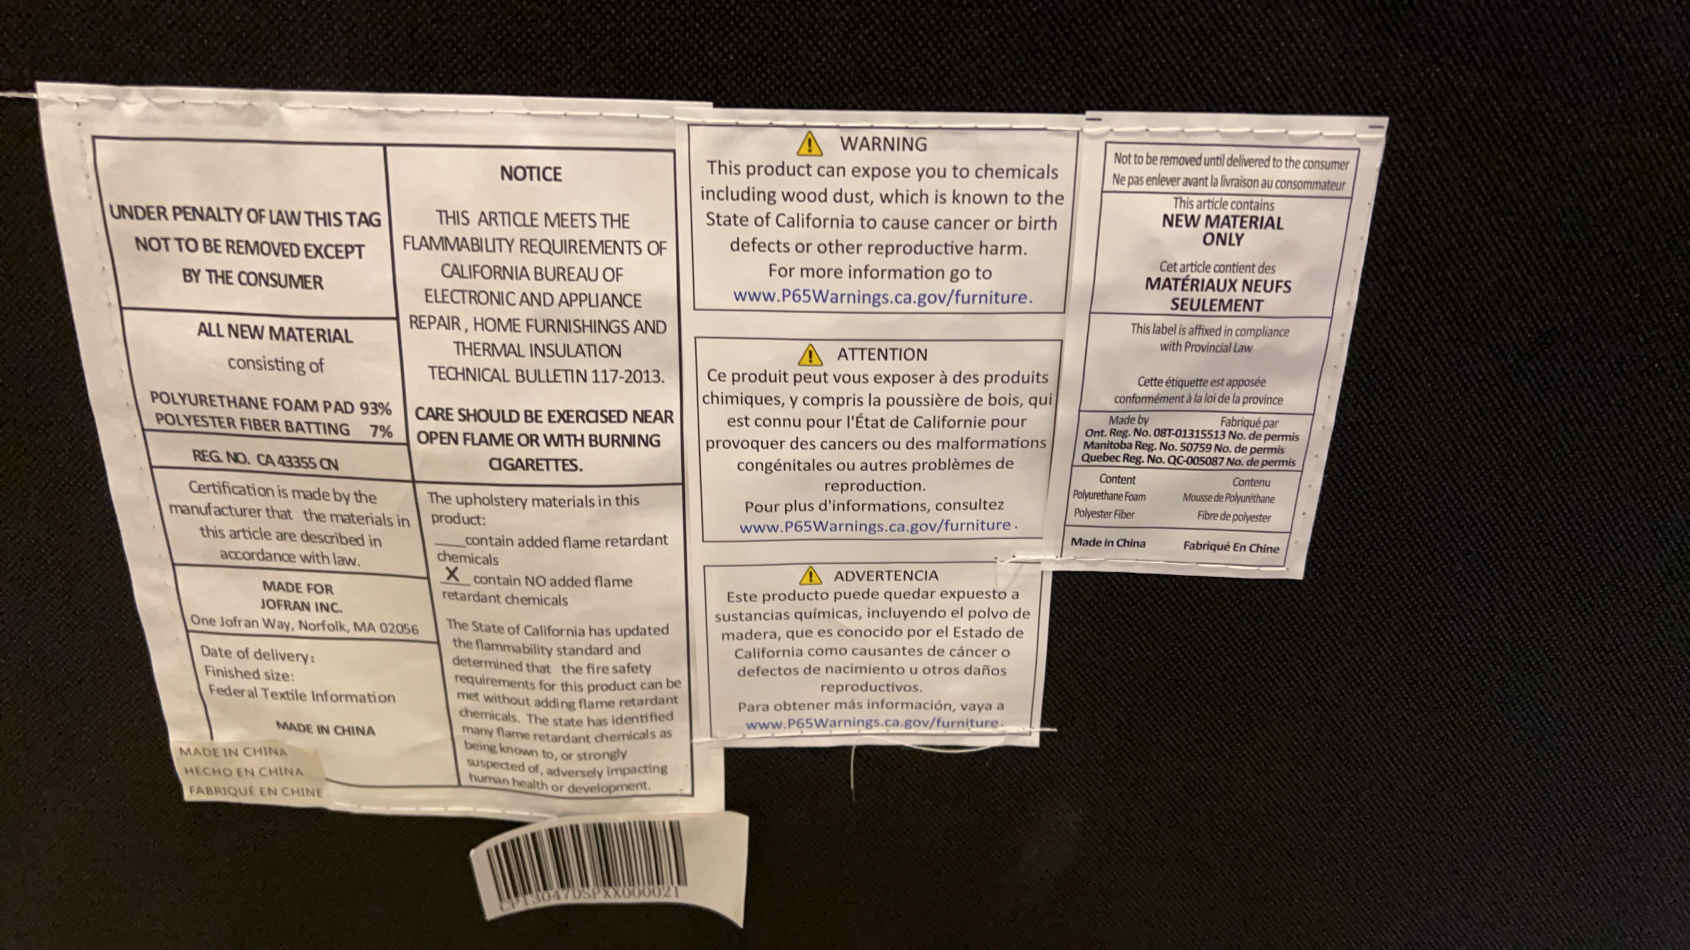 UNDER PENALTY OF LAW THIS TAG
NOT TO BE REMOVED EXCEPT
BY THE CONSUMER
ALL NEW MATERIAL
consisting of
POLYURETHANE FOAM PAD 93%
POLYESTER FIBER BATTING 7%
REG. NO. CA 43355 CN
Certification is made by the
manufacturer that the materials in
this article are described in
accordance with law.
MADE FOR
JOFRAN INC.
One Jofran Way, Norfolk, MA 02056
Date of delivery:
Finished size:
Federal Textile Information
MADE IN CHINA
MADE IN CHINA
HECHO EN CHINA
FABRIQUÉ EN CHINE
NOTICE
THIS ARTICLE MEETS THE
FLAMMABILITY REQUIREMENTS OF
CALIFORNIA BUREAU OF
ELECTRONIC AND APPLIANCE
REPAIR , HOME FURNISHINGS AND
THERMAL INSULATION
TECHNICAL BULLETIN 117-2013.
CARE SHOULD BE EXERCISED NEAR
OPEN FLAME OR WITH BURNING
CIGARETTES.
The upholstery materials in this
product:
____contain added flame retardant
chemicals
_X_ contain NO added flame
retardant chemicals
The State of California has updated
the flammability standard and
determined that the fire safety
requirements for this product can be
met without adding flame retardant
chemicals. The state has identified
many flame retardant chemicals as
being known to, or strongly
suspected of, adversely impacting
human health or development.
WARNING
This product can expose you to chemicals
including wood dust, which is known to the
State of California to cause cancer or birth
defects or other reproductive harm.
For more information go to
www.P65Warnings.ca.gov/furniture.
ATTENTION
Ce produit peut vous exposer à des produits
chimiques, y compris la poussière de bois, qui
est connu pour l'État de Californie pour
provoquer des cancers ou des malformations
congénitales ou autres problèmes de
reproduction.
Pour plus d'informations, consultez
www.P65Warnings.ca.gov/furniture .
ADVERTENCIA
Este producto puede quedar expuesto a
sustancias químicas, incluyendo el polvo de
madera, que es conocido por el Estado de
California como causantes de cáncer o
defectos de nacimiento u otros daños
reproductivos.
Para obtener más información, vaya a
www.P65Warnings.ca.gov/furniture.
Not to be removed until delivered to the consumer
Ne pas enlever avant la livraison au consommateur
This article contains
NEW MATERIAL
ONLY
Cet article contient des
MATÉRIAUX NEUFS
SEULEMENT
This label is affixed in compliance
with Provincial Law
Cette étiquette est apposée
conformément à la loi de la province
Made by Fabriqué par
Ont. Reg. No. 08T-01315513 No. de permis
Manitoba Reg. No. 50759 No. de permis
Quebec Reg. No. QC-005087 No. de permis
Content Contenu
Polyurethane Foam Mousse de Polyuréthane
Polyester Fiber Fibre de polyester
Made in China Fabriqué En Chine